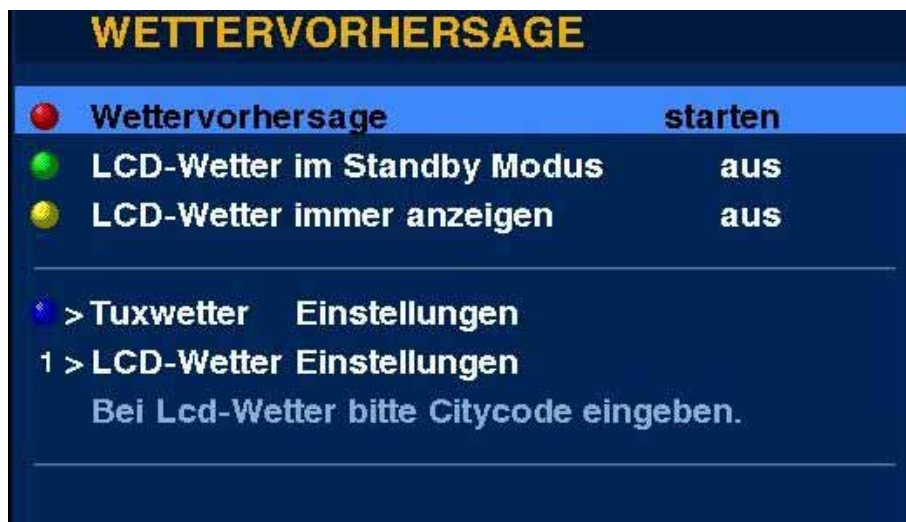 WETTERVORHERSAGE
Wettervorhersage starten
LCD-Wetter im Standby Modus aus
LCD-Wetter immer anzeigen aus
> Tuxwetter Einstellungen
1 > LCD-Wetter Einstellungen
Bei Lcd-Wetter bitte Citycode eingeben.